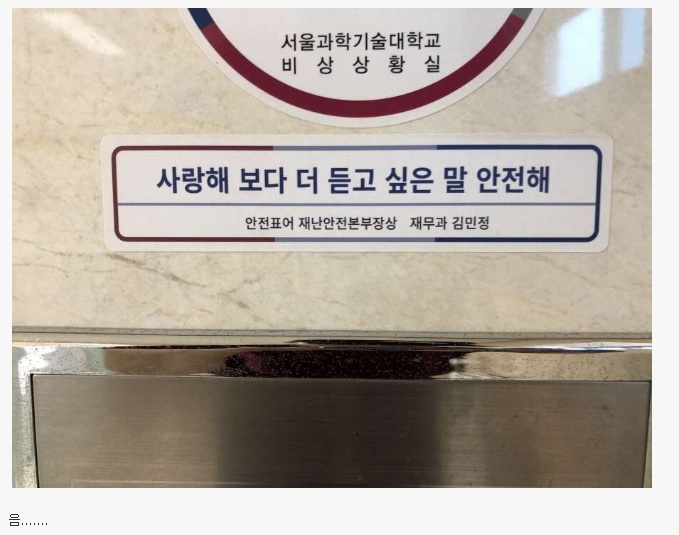 서울과학기술대학교
비 상 상 황 실
사랑해 보다 더 듣고 싶은 말 안전해
안전표어 재난안전본부장상 재무과 김민정
음.......